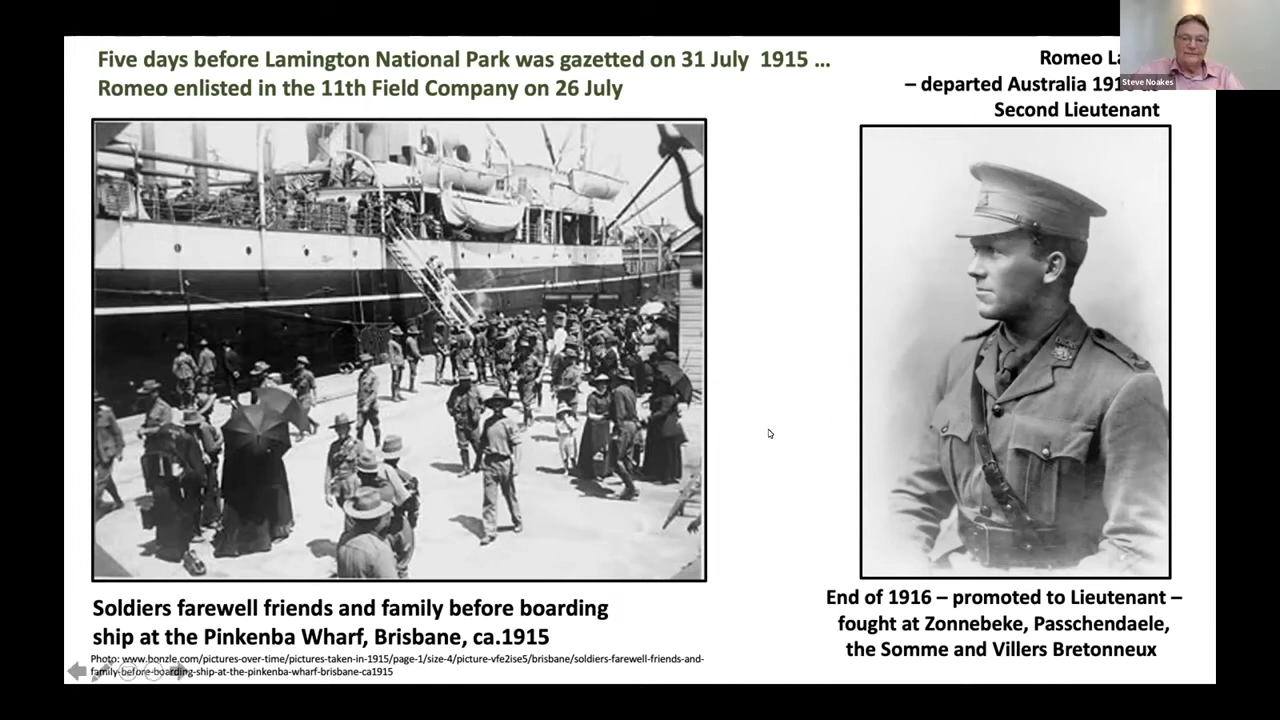 Five days before Lamington National Park was gazetted on 31 July 1915 ...
Romeo enlisted in the 11th Field Company on 26 July
Romeo
– departed Australia
Second Lieutenant
Steve Noakes
Soldiers farewell friends and family before boarding
ship at the Pinkenba Wharf, Brisbane, ca.1915
Photo: www.bonzle.com/pictures-over-time/pictures-taken-in-1915/page-1/size-4/picture-vfe2ise5/brisbane/soldiers-farewell-friends-and-
family-before-boarding-ship-at-the-pinkenba-wharf-brisbane-ca1915
End of 1916 – promoted to Lieutenant –
fought at Zonnebeke, Passchendaele,
the Somme and Villers Bretonneux